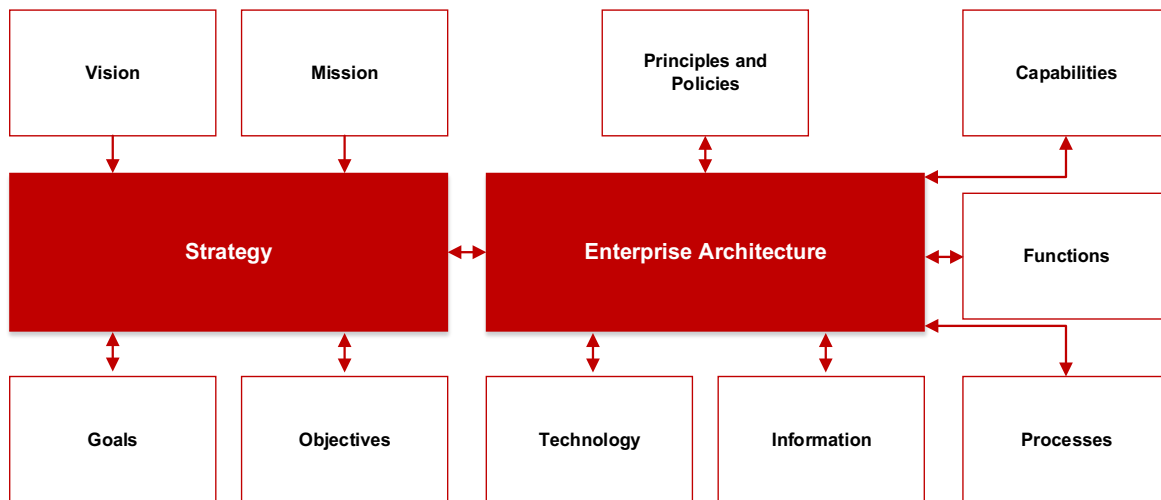 Vision
Mission
Principles and
Policies
Capabilities
Strategy
Enterprise Architecture
Functions
Goals
Objectives
Technology
Information
Processes